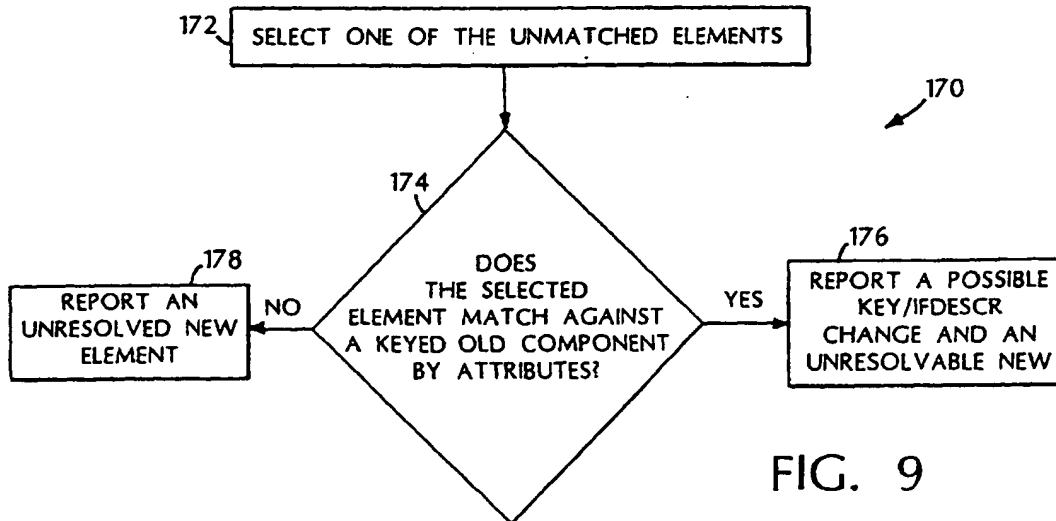 172
SELECT ONE OF THE UNMATCHED ELEMENTS
170
174
DOES
THE SELECTED
ELEMENT MATCH AGAINST
A KEYED OLD COMPONENT
BY ATTRIBUTES?
178
REPORT AN
UNRESOLVED NEW
ELEMENT
NO
YES
176
REPORT A POSSIBLE
KEY/IFDESCR
CHANGE AND AN
UNRESOLVABLE NEW
FIG. 9